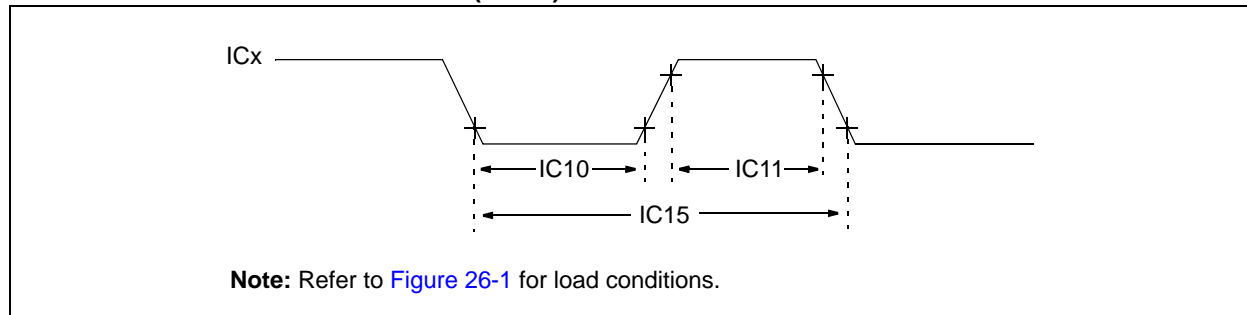 ICx
IC10
IC11
IC15
Note: Refer to Figure 26-1 for load conditions.